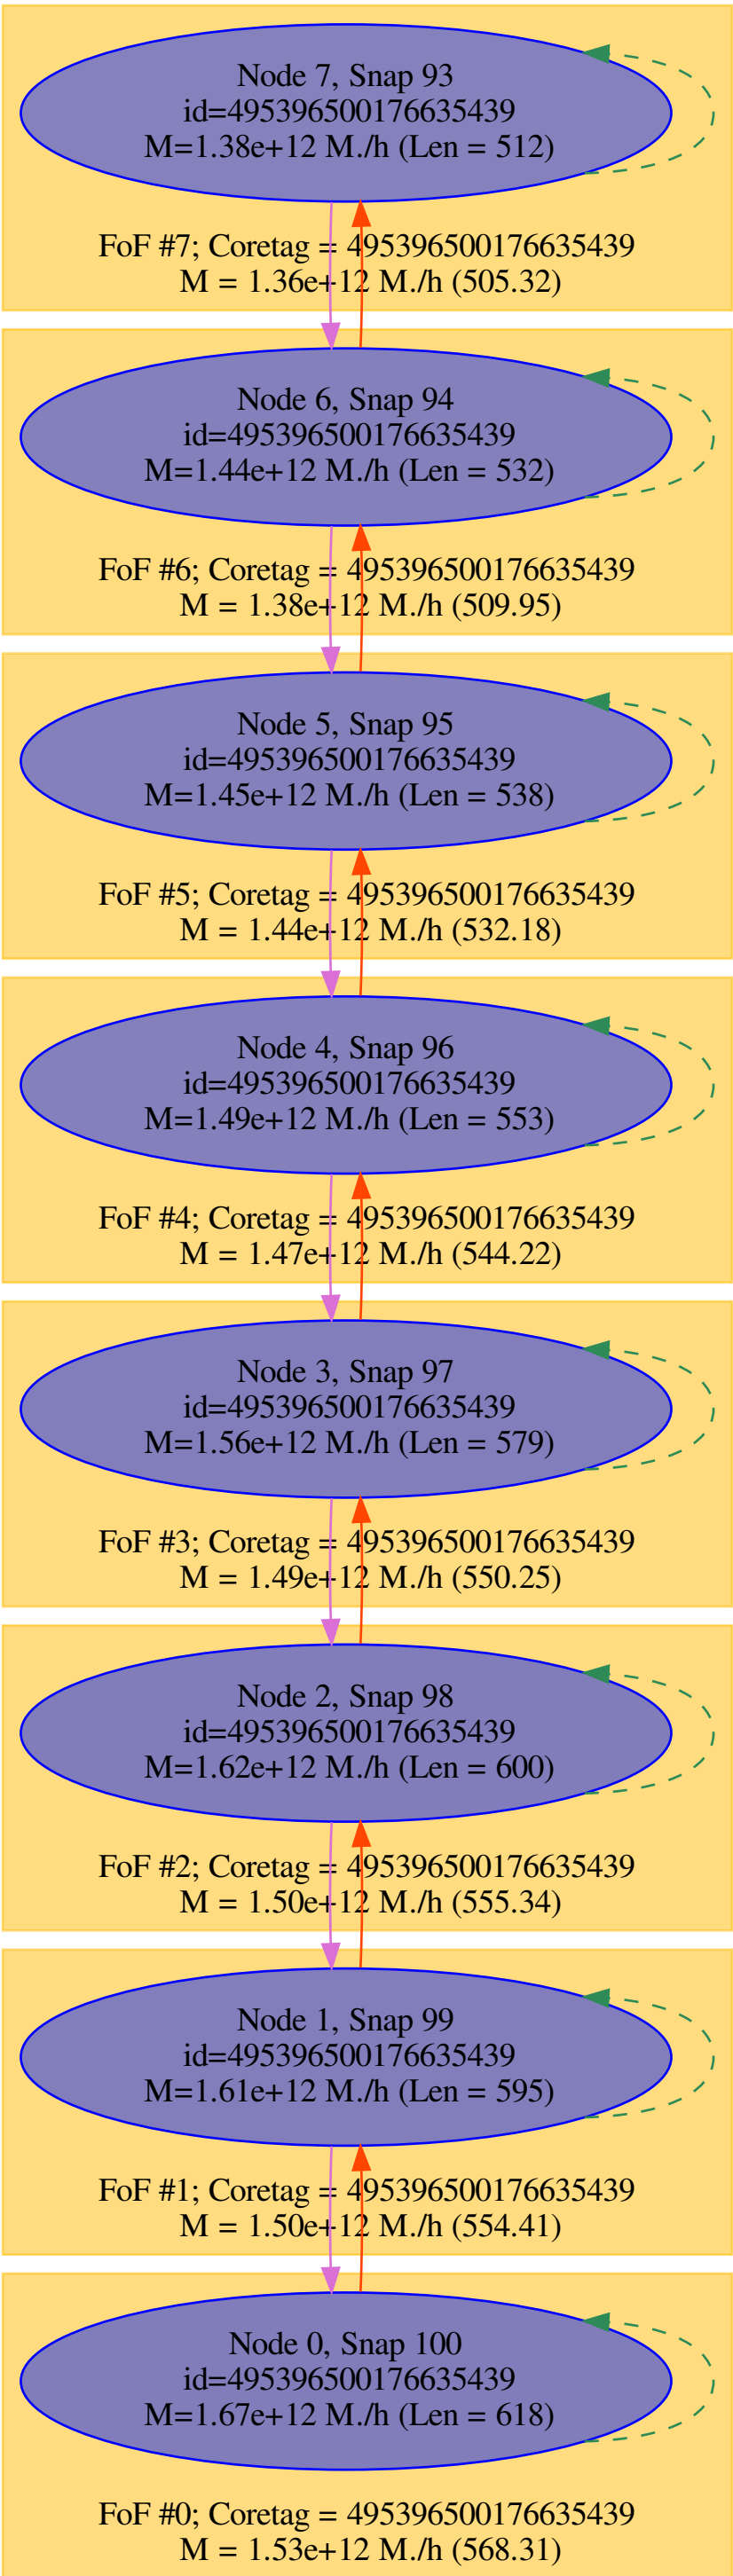 Node 7, Snap 93
id=495396500176635439
M=1.38e+12 M./h (Len = 512)
FoF #7; Coretag = 495396500176635439
M = 1.36e+12 M./h (505.32)
Node 6, Snap 94
id=495396500176635439
M=1.44e+12 M./h (Len = 532)
FoF #6; Coretag = 495396500176635439
M = 1.38e+12 M./h (509.95)
Node 5, Snap 95
id=495396500176635439
M=1.45e+12 M./h (Len = 538)
FoF #5; Coretag = 495396500176635439
M = 1.44e+12 M./h (532.18)
Node 4, Snap 96
id=495396500176635439
M=1.49e+12 M./h (Len = 553)
FoF #4; Coretag = 495396500176635439
M = 1.47e+12 M./h (544.22)
Node 3, Snap 97
id=495396500176635439
M=1.56e+12 M./h (Len = 579)
FoF #3; Coretag = 495396500176635439
M = 1.49e+12 M./h (550.25)
Node 2, Snap 98
id=495396500176635439
M=1.62e+12 M./h (Len = 600)
FoF #2; Coretag = 495396500176635439
M = 1.50e+12 M./h (555.34)
Node 1, Snap 99
id=495396500176635439
M=1.61e+12 M./h (Len = 595)
FoF #1; Coretag = 495396500176635439
M = 1.50e+12 M./h (554.41)
Node 0, Snap 100
id=495396500176635439
M=1.67e+12 M./h (Len = 618)
FoF #0; Coretag = 495396500176635439
M = 1.53e+12 M./h (568.31)